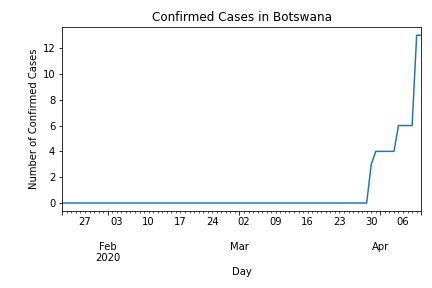 Confirmed Cases in Botswana
Number of Confirmed Cases
12
10
8
6
4
2
0
27 03 10 17 24 02 09 16 23 30 06
Feb Mar Apr
2020
Day